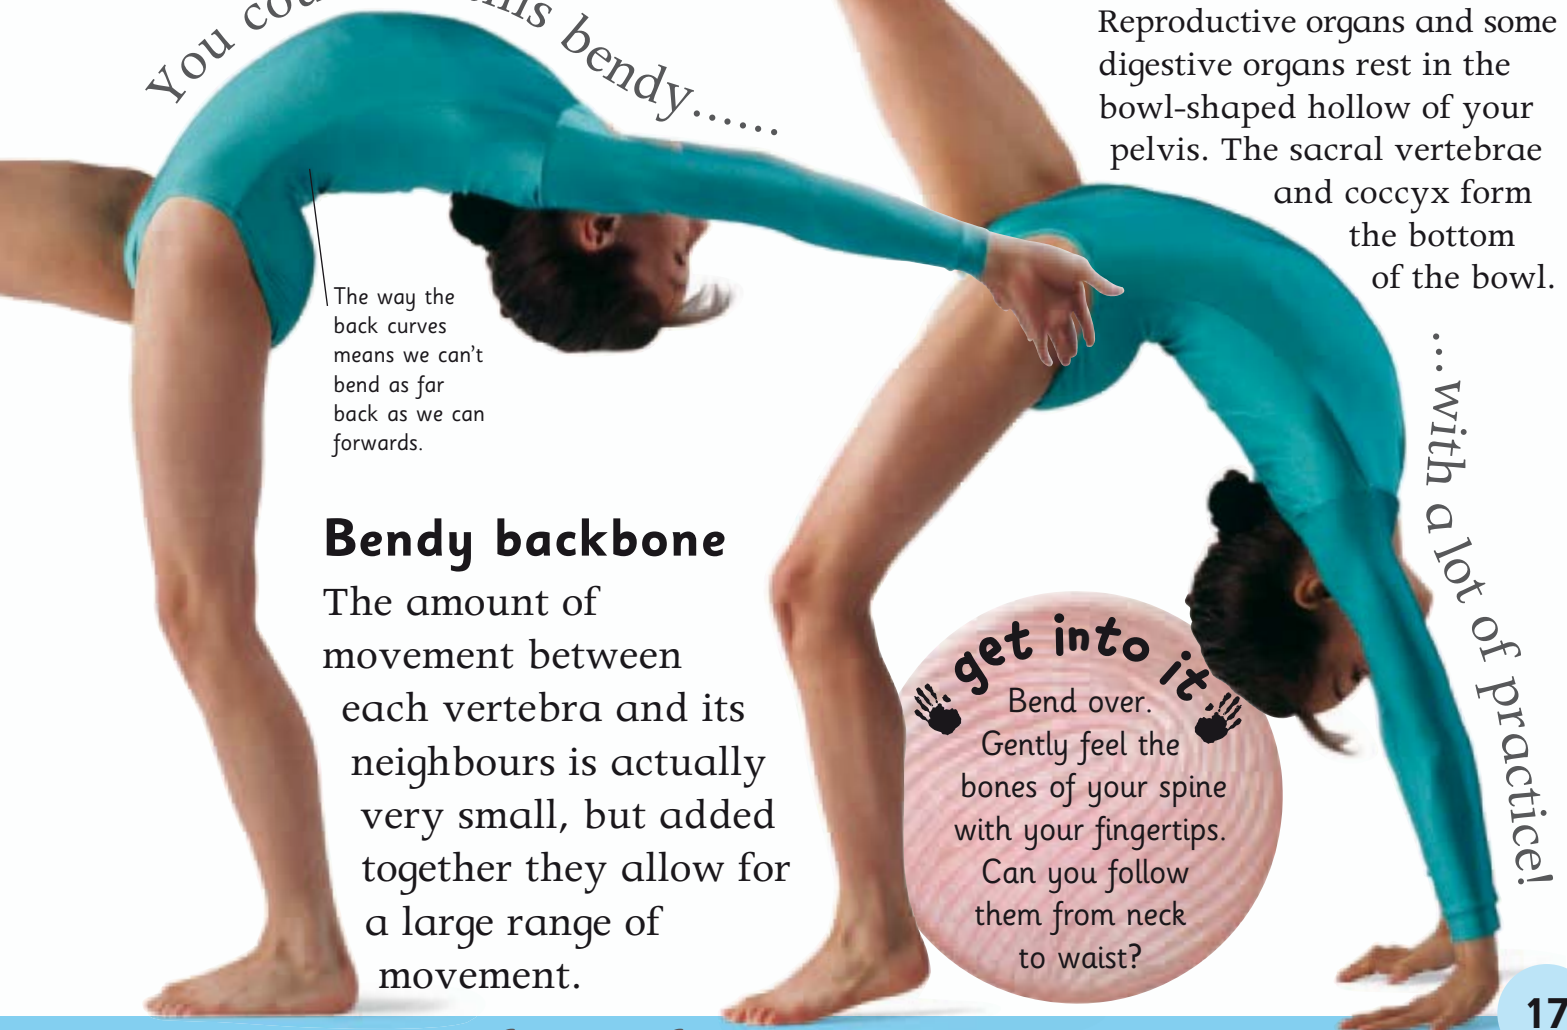 You
his bendy......
Reproductive organs and some
digestive organs rest in the
bowl-shaped hollow of your
pelvis. The sacral vertebrae
and coccyx form
the bottom
of the bowl.
The way the
back curves
means we can't
bend as far
back as we can
forwards.
...with a lot of practice!
Bendy backbone
The amount of
movement between
each vertebra and its
neighbours is actually
very small, but added
together they allow for
a large range of
movement.
get into it
Bend over.
Gently feel the
bones of your spine
with your fingertips.
Can you follow
them from neck
to waist?
17